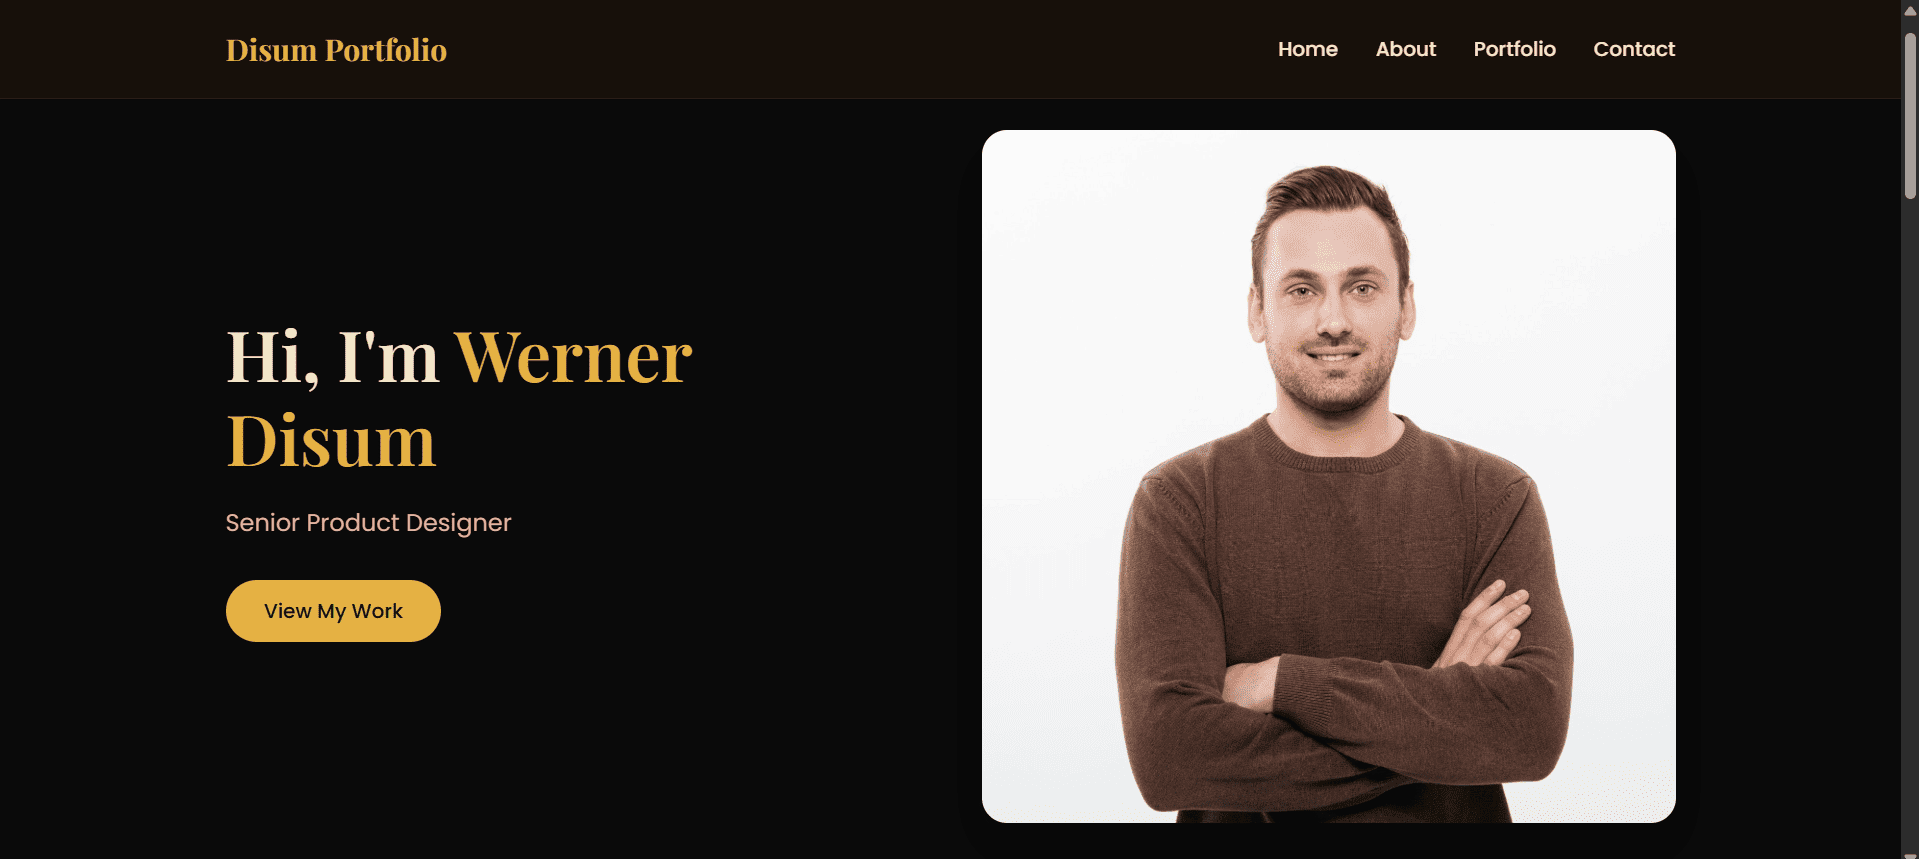 Disum Portfolio
Home About Portfolio Contact
Hi, I'm Werner
Disum
Senior Product Designer
View My Work